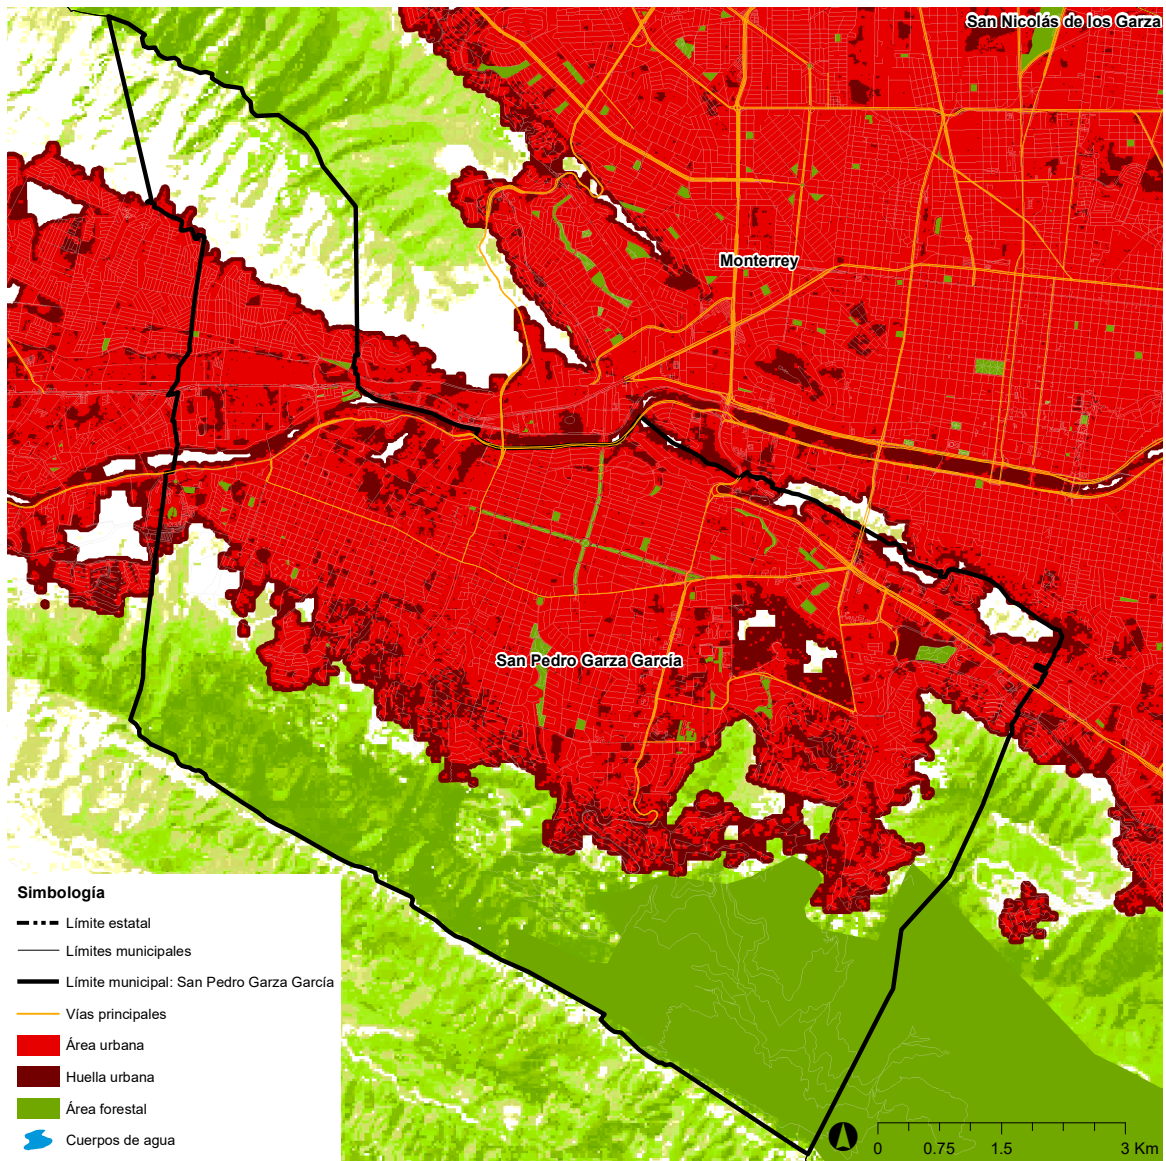 San Nicolás de los Garza
Monterrey
San Pedro Garza García
Simbología
Límite estatal
Límites municipales
Límite municipal: San Pedro Garza García
Vías principales
Área urbana
Huella urbana
Área forestal
Cuerpos de agua
0 0.75 1.5 3 Km